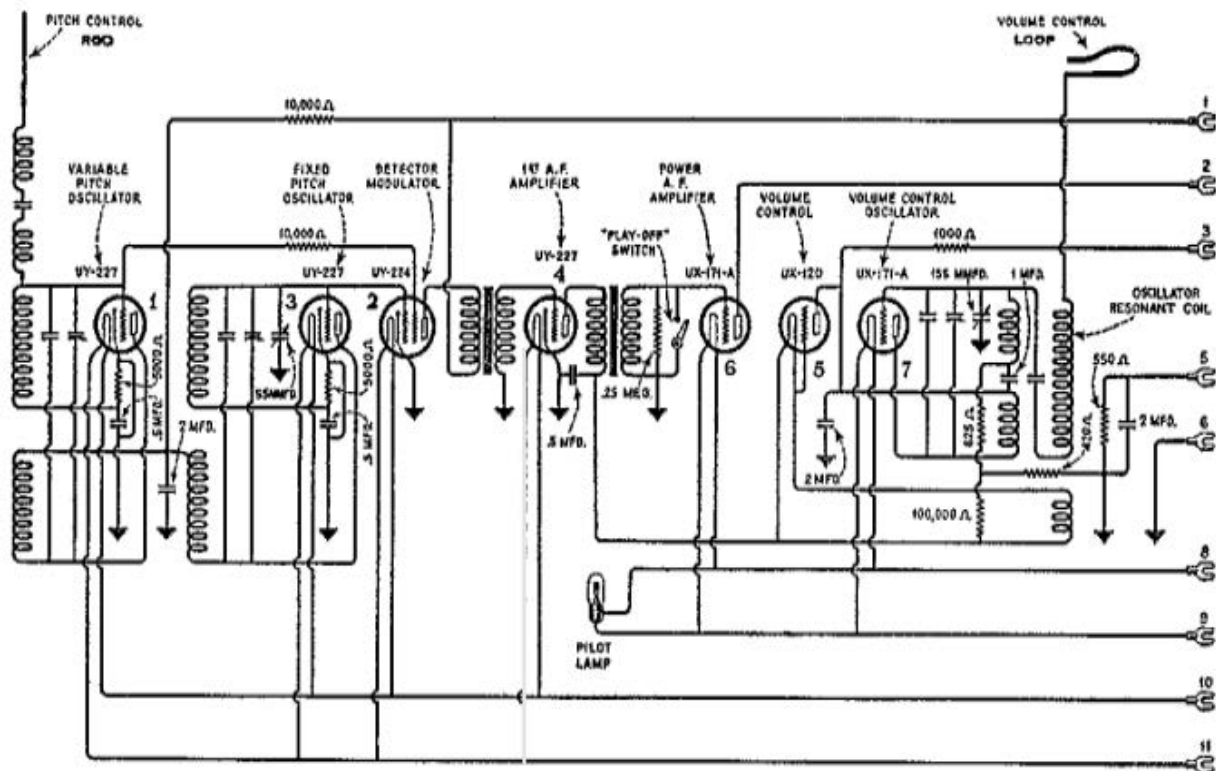 PITCH CONTROL
ROD
VOLUME CONTROL
LOOP
1
10,000 Ω
VARIABLE
PITCH
OSCILLATOR
FIXED
PITCH
OSCILLATOR
DETECTOR
MODULATOR
1ST A.F.
AMPLIFIER
POWER
A.F.
AMPLIFIER
2
VOLUME
CONTROL
VOLUME CONTROL
OSCILLATOR
10,000 Ω
"PLAY-OFF"
SWITCH
1000 Ω
3
UY-227
UY-227
UY-224
UY-227
UX-171-A
UX-120
UX-171-A
155 MMFD.
1 MFD.
1
3
2
4
6
5
7
OSCILLATOR
RESONANT COIL
5000 Ω
5000 Ω
550 Ω
5
.5 MFD.
55 MMFD.
.5 MFD.
.5 MFD.
.25 MEG.
625 Ω
420 Ω
2 MFD.
6
2 MFD.
2 MFD.
100,000 Ω
8
PILOT
LAMP
9
10
11